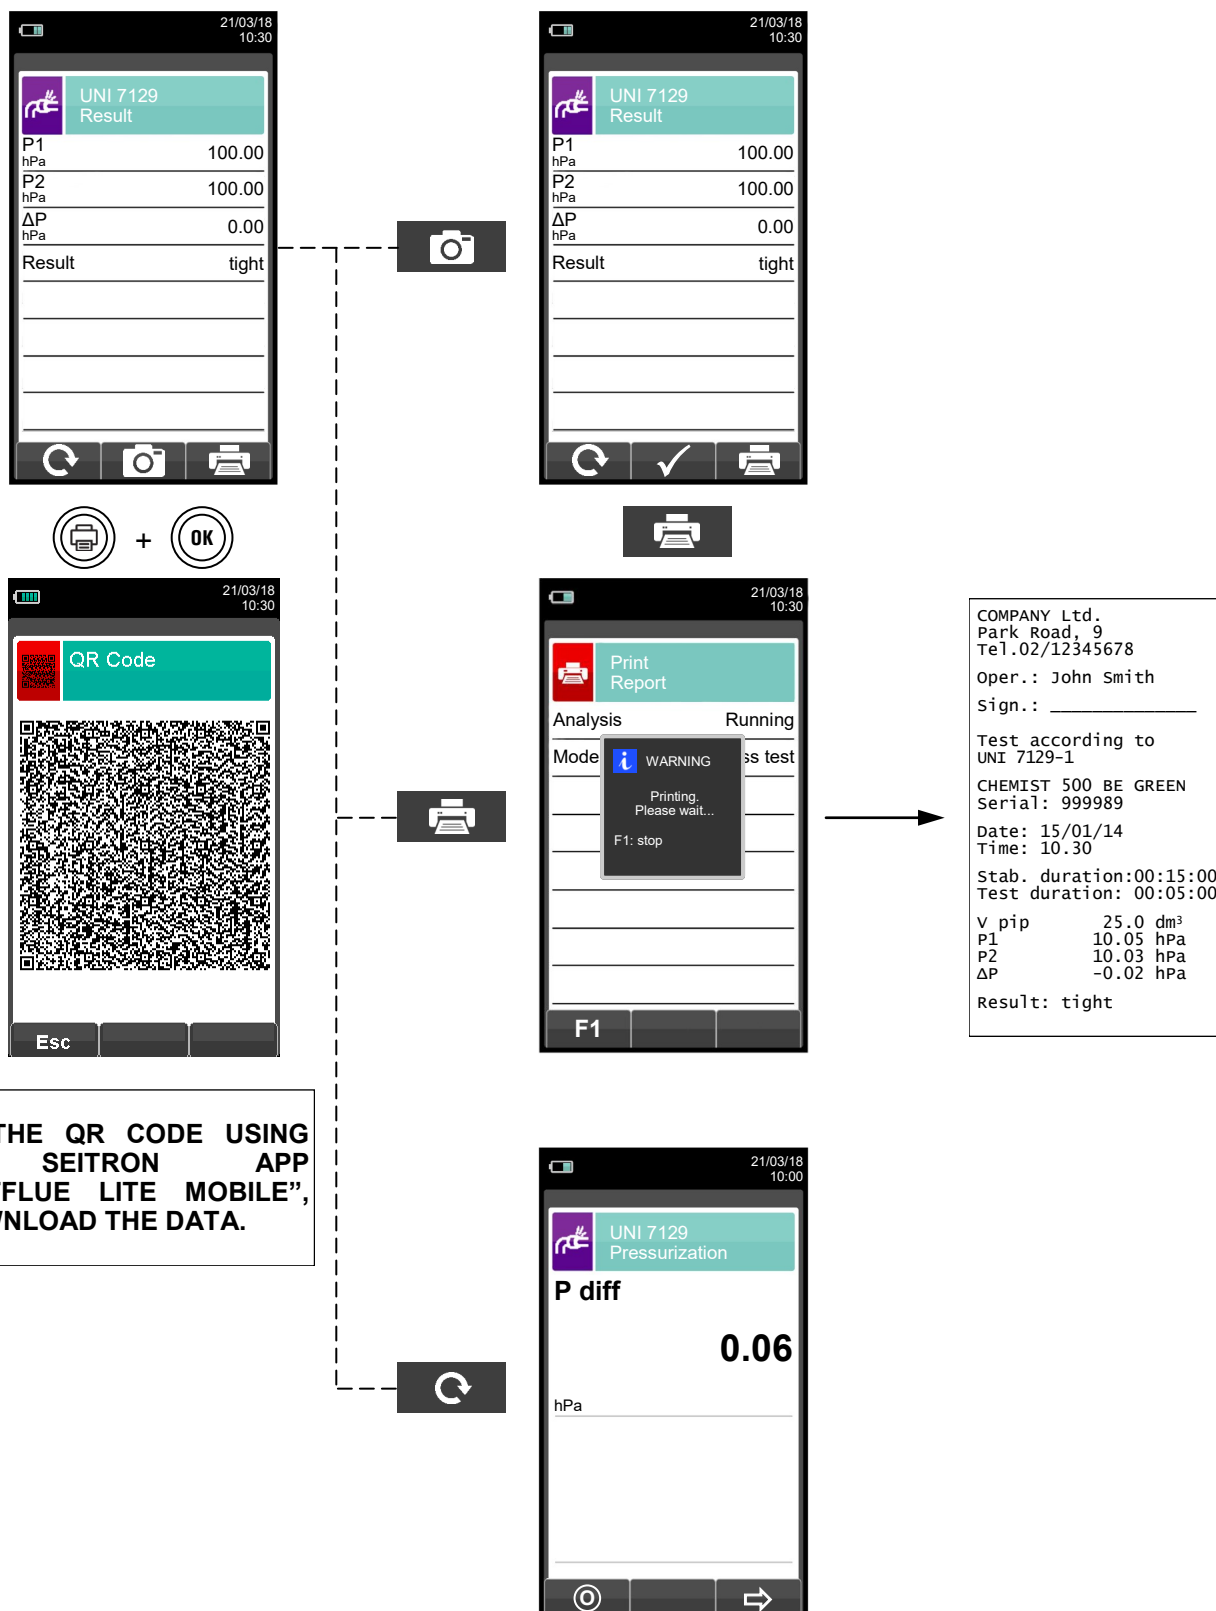 21/03/18
10:30
UNI 7129
Result
P1
hPa
100.00
P2
hPa
100.00
ΔP
hPa
0.00
Result tight
21/03/18
10:30
UNI 7129
Result
P1
hPa
100.00
P2
hPa
100.00
ΔP
hPa
0.00
Result tight
+ OK
21/03/18
10:30
QR Code
Esc
21/03/18
10:30
Print
Report
Analysis Running
Mode ss test
i WARNING
Printing.
Please wait...
F1: stop
F1
COMPANY Ltd.
Park Road, 9
Tel.02/12345678
Oper.: John Smith
Sign.: ______________
Test according to
UNI 7129-1
CHEMIST 500 BE GREEN
Serial: 999989
Date: 15/01/14
Time: 10.30
Stab. duration:00:15:00
Test duration: 00:05:00
V pip 25.0 dm³
P1 10.05 hPa
P2 10.03 hPa
ΔP -0.02 hPa
Result: tight
THE QR CODE USING
SEITRON APP
FLUE LITE MOBILE”,
NLOAD THE DATA.
21/03/18
10:00
UNI 7129
Pressurization
P diff
0.06
hPa